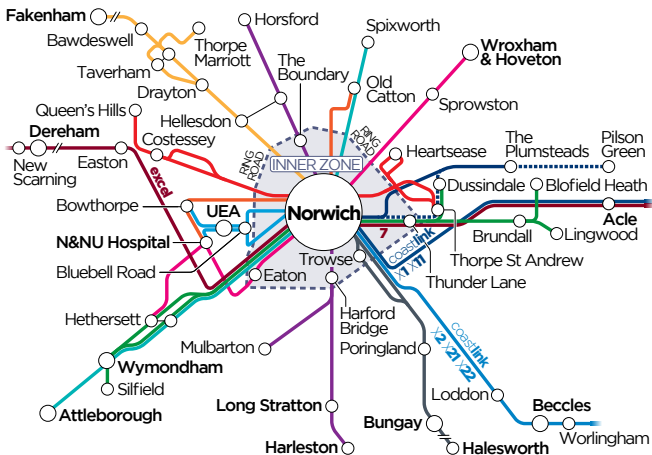 Fakenham
Horsford
Spixworth
Bawdeswell
Thorpe
Marriott
The
Boundary
Wroxham
& Hoveton
Taverham
Old
Catton
Drayton
Sprowston
Queen's Hills
Hellesdon
RING
ROAD
Dereham
Costessey
RING
ROAD
INNER ZONE
Heartsease
The
Plumsteads
Pilson
Green
New
Scarning
Easton
excel
Dussindale
Blofield Heath
Bowthorpe
UEA
Norwich
Acle
7
N&NU Hospital
Brundall
Lingwood
Bluebell Road
Eaton
Trowse
coastlink
X1 X11
Thorpe St Andrew
Thunder Lane
Hethersett
Harford
Bridge
Mulbarton
Poringland
coastlink
X2 X21 X22
Wymondham
Silfield
Loddon
Attleborough
Long Stratton
Bungay
Beccles
Worlingham
Harleston
Halesworth